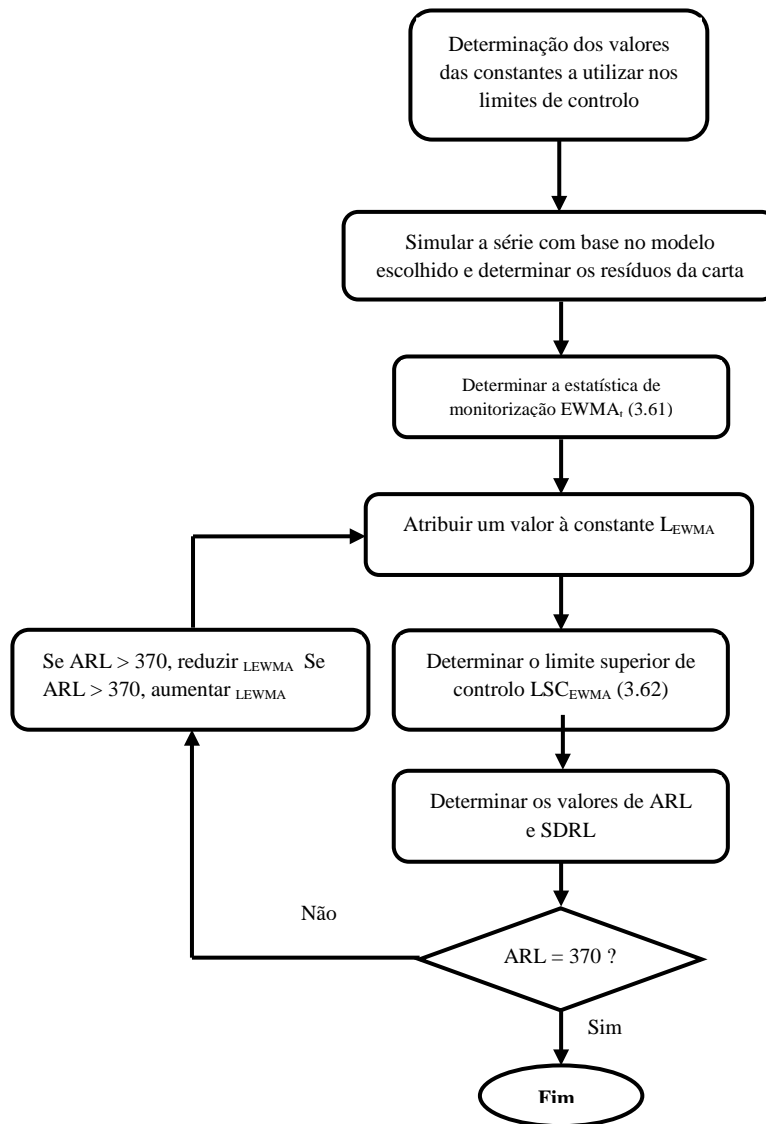 Determinação dos valores
das constantes a utilizar nos
limites de controlo
Simular a série com base no modelo
escolhido e determinar os resíduos da carta
Determinar a estatística de
monitorização EWMAₜ (3.61)
Atribuir um valor à constante LEWMA
Se ARL > 370, reduzir LEWMA Se
ARL > 370, aumentar LEWMA
Determinar o limite superior de
controlo LSCEWMA (3.62)
Determinar os valores de ARL
e SDRL
Não
ARL = 370 ?
Sim
Fim